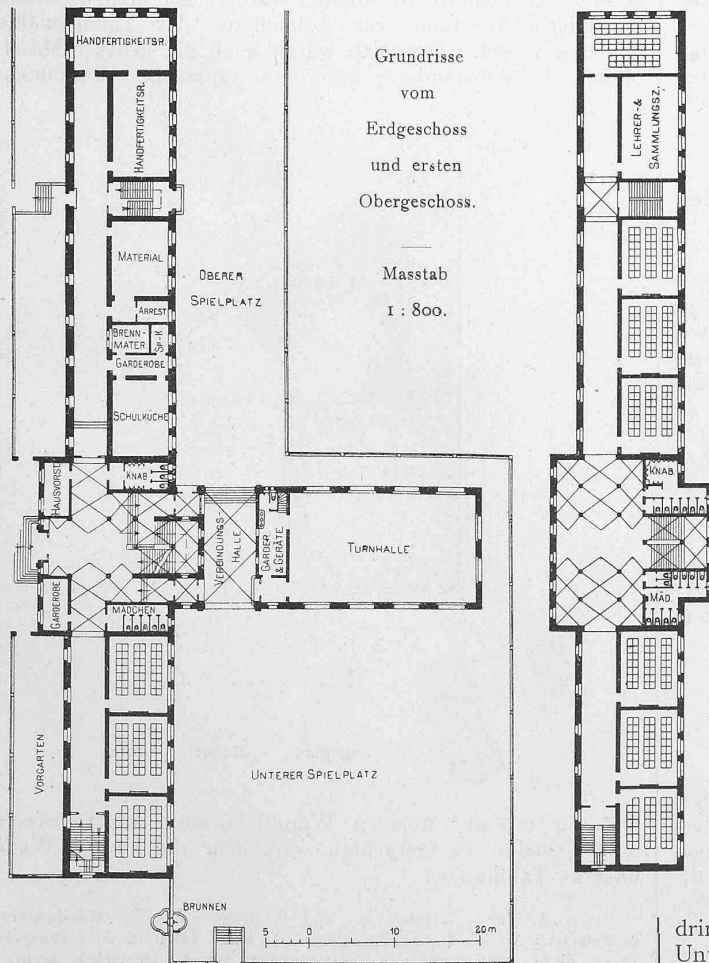 Grundrisse
vom
Erdgeschoss
und ersten
Obergeschoss.
Masstab
1 : 800.
HANDFERTIGKEITSR.
HANDFERTIGKEITSR.
MATERIAL
ARREST
BRENN-
MATER.
SP.-K.
GARDEROBE
SCHULKÜCHE
OBERER
SPIELPLATZ
HAUSVORST.
KNAB.
VERBINDUNGS-
HALLE
GARDER.
& GERÄTE
TURNHALLE
GARDEROBE
MÄDCHEN
VORGARTEN
UNTERER SPIELPLATZ
BRUNNEN
5 0 10 20 m
LEHRER- &
SAMMLUNGSZ.
KNAB.
MÄD.
drin
Unt